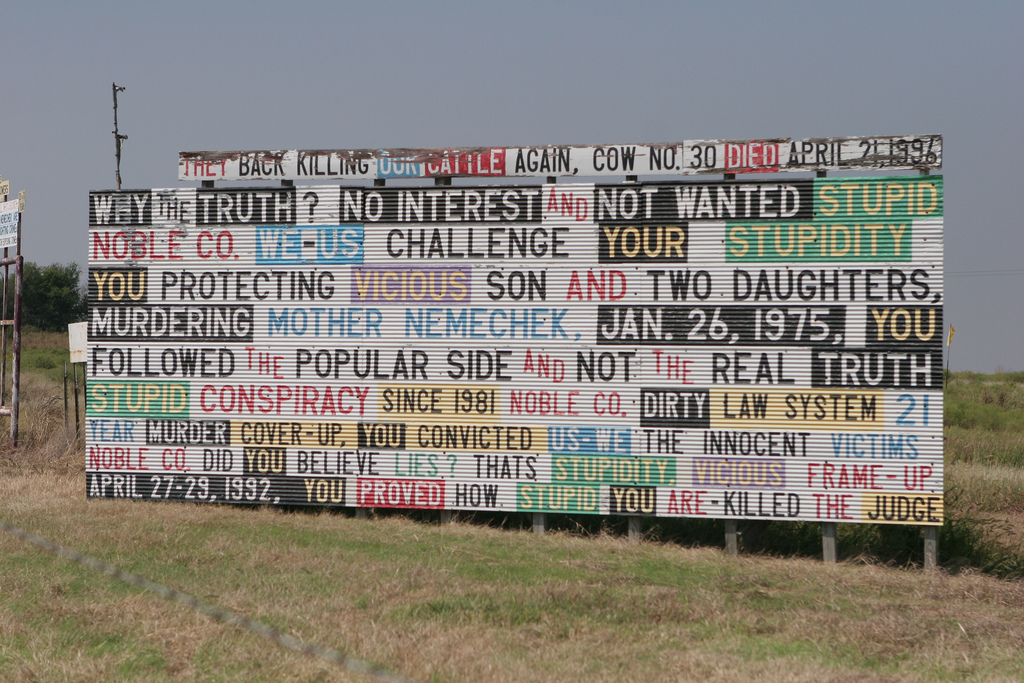 THEY BACK KILLING OUR CATTLE AGAIN, COW NO. 30 DIED APRIL 21 1996
WHY THE TRUTH? NO INTEREST AND NOT WANTED STUPID
NOBLE CO. WE-US CHALLENGE YOUR STUPIDITY
YOU PROTECTING VICIOUS SON AND TWO DAUGHTERS,
MURDERING MOTHER NEMECHEK, JAN. 26, 1975, YOU
FOLLOWED THE POPULAR SIDE AND NOT THE REAL TRUTH
STUPID CONSPIRACY SINCE 1981 NOBLE CO. DIRTY LAW SYSTEM 21
YEAR MURDER COVER-UP, YOU CONVICTED US-WE THE INNOCENT VICTIMS
NOBLE CO. DID YOU BELIEVE LIES? THATS STUPIDITY, VICIOUS FRAME-UP,
APRIL 27-29, 1992, YOU PROVED HOW STUPID YOU ARE-KILLED THE JUDGE